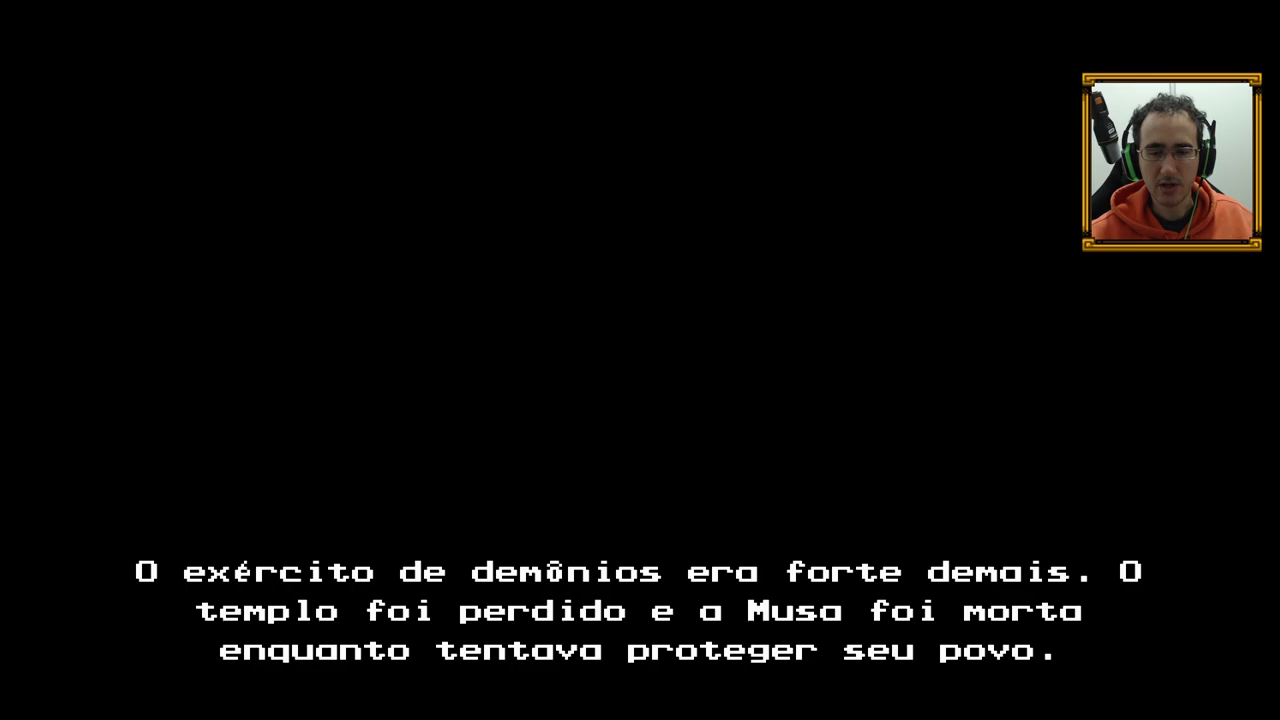 O exército de demônios era forte demais. O
templo foi perdido e a Musa foi morta
enquanto tentava proteger seu povo.